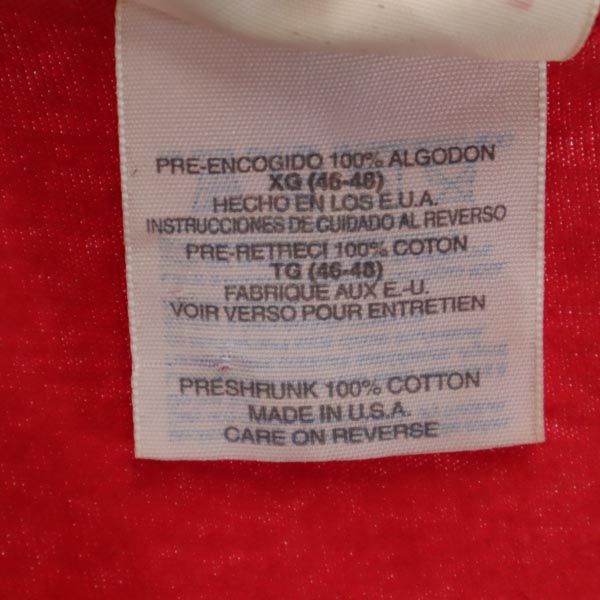 PRE-ENCOGIDO 100% ALGODON
XG (46-48)
HECHO EN LOS E.U.A.
INSTRUCCIONES DE CUIDADO AL REVERSO
PRE-RETRECI 100% COTON
TG (46-48)
FABRIQUE AUX E.-U.
VOIR VERSO POUR ENTRETIEN
PRESHRUNK 100% COTTON
MADE IN U.S.A.
CARE ON REVERSE